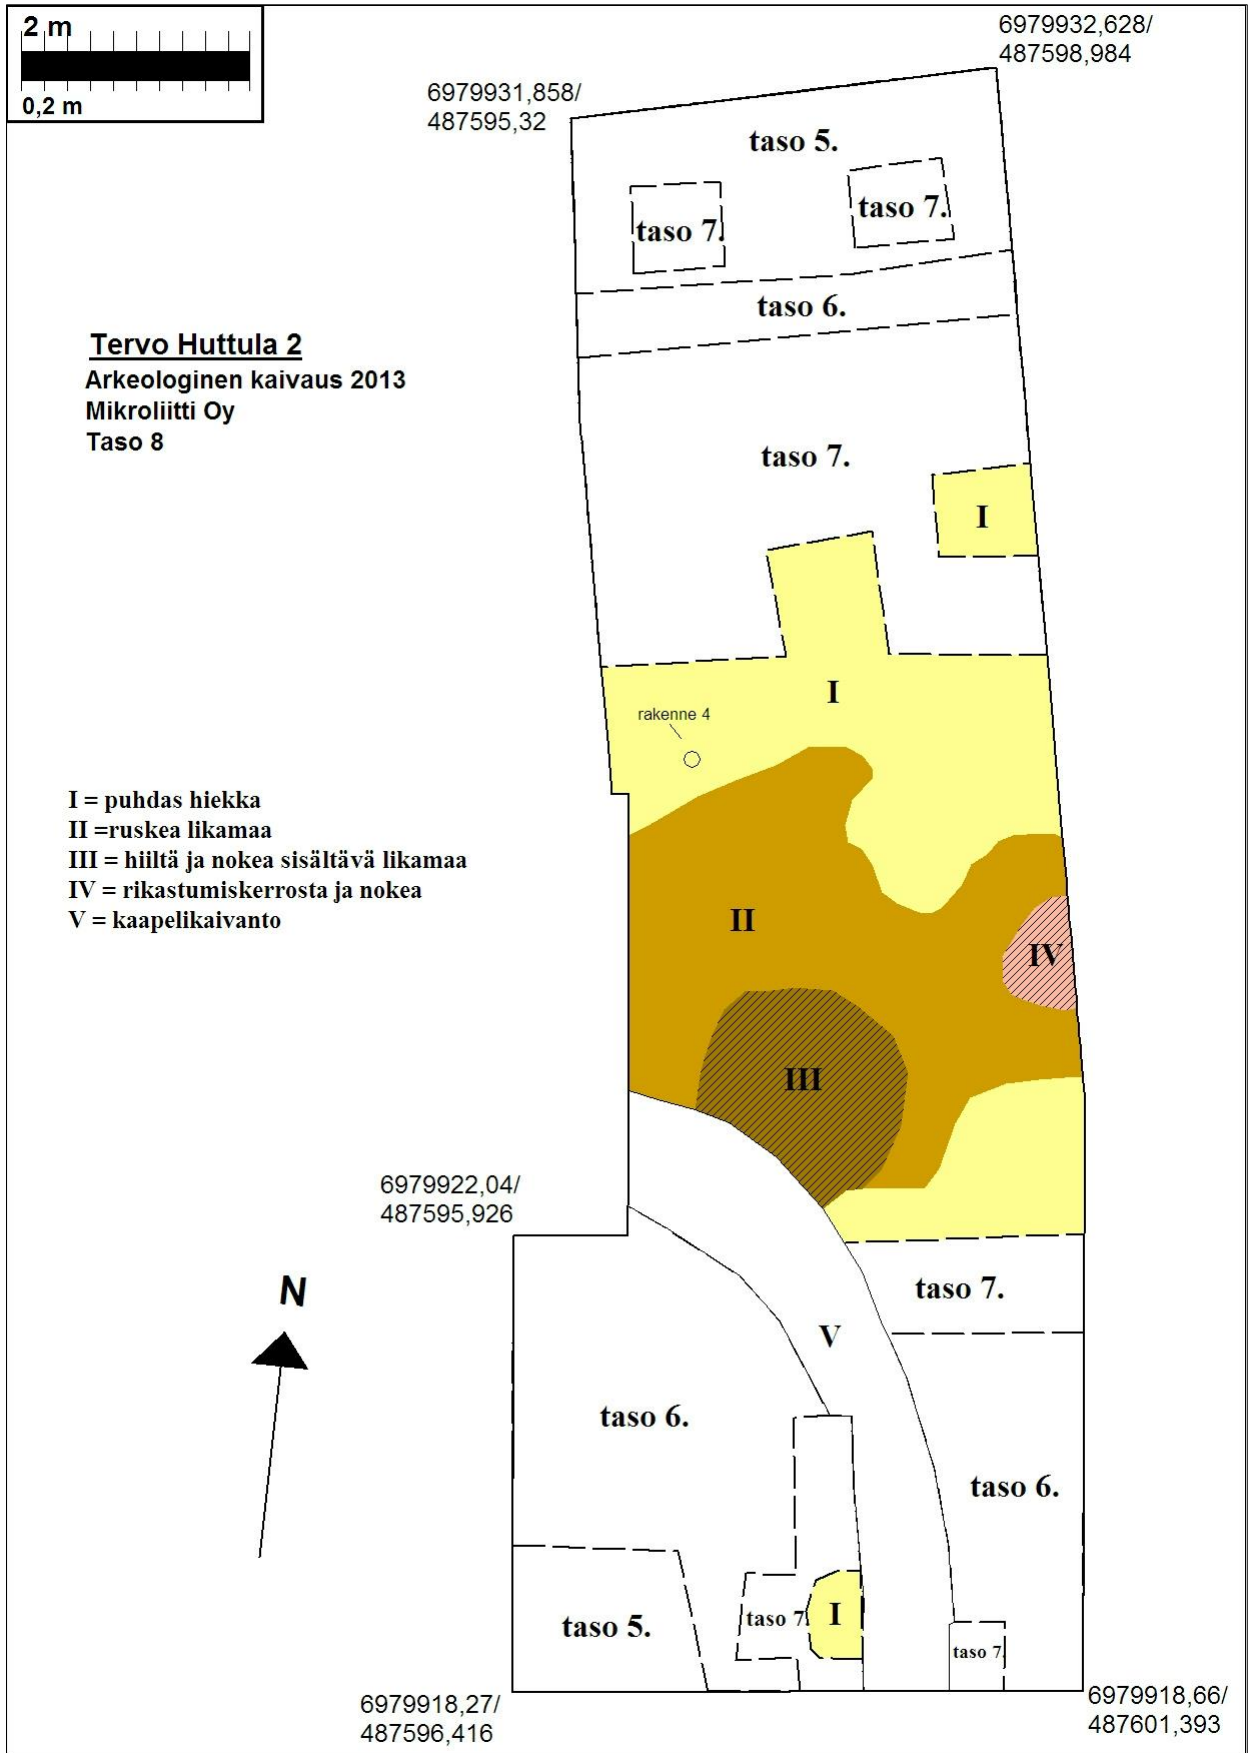 2 m
0,2 m
6979932,628/
487598,984
6979931,858/
487595,32
taso 5.
taso 7.
taso 7.
taso 6.
Tervo Huttula 2
Arkeologinen kaivaus 2013
Mikroliitti Oy
Taso 8
taso 7.
I
I
rakenne 4
I = puhdas hiekka
II =ruskea likamaa
III = hiiltä ja nokea sisältävä likamaa
IV = rikastumiskerrosta ja nokea
V = kaapelikaivanto
II
IV
III
6979922,04/
487595,926
N
taso 7.
V
taso 6.
taso 6.
taso 5.
taso 7
I
taso 7
6979918,27/
487596,416
6979918,66/
487601,393